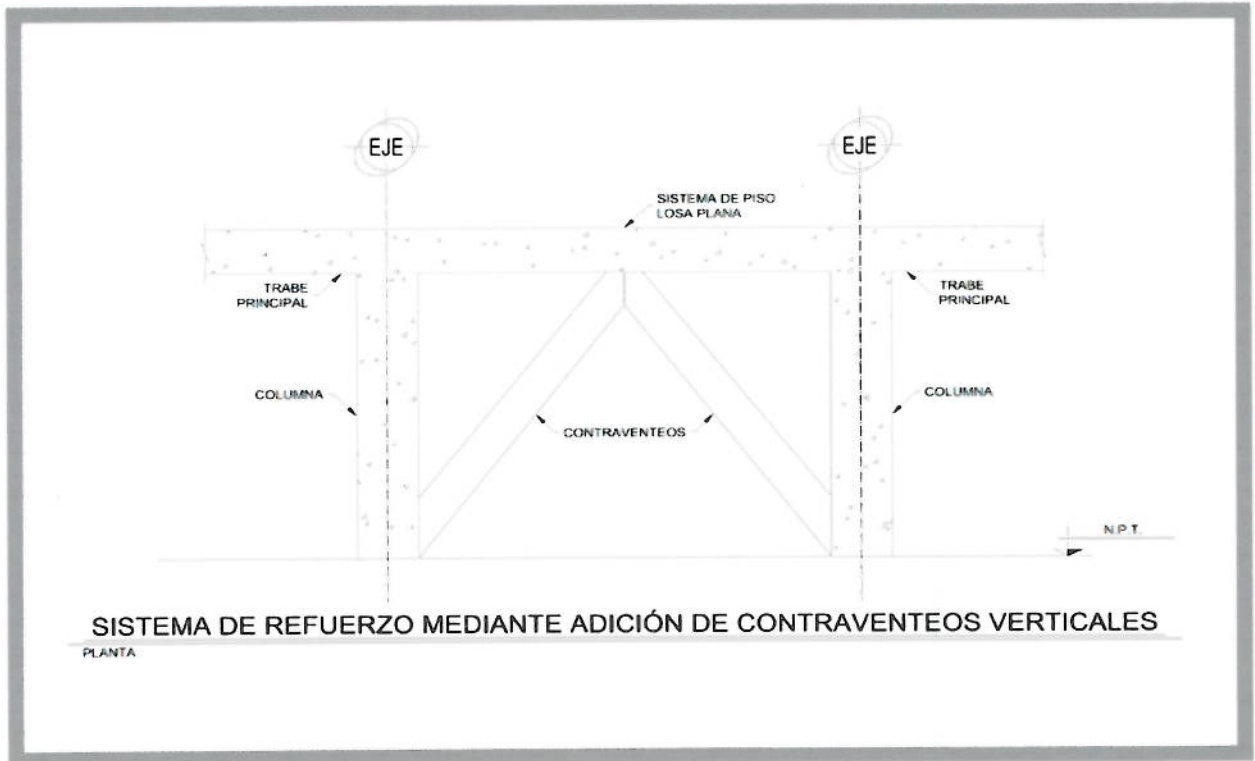 EJE
EJE
SISTEMA DE PISO
LOSA PLANA
TRABE
PRINCIPAL
TRABE
PRINCIPAL
COLUMNA
COLUMNA
CONTRAVENTEOS
N.P.T.
SISTEMA DE REFUERZO MEDIANTE ADICIÓN DE CONTRAVENTEOS VERTICALES
PLANTA